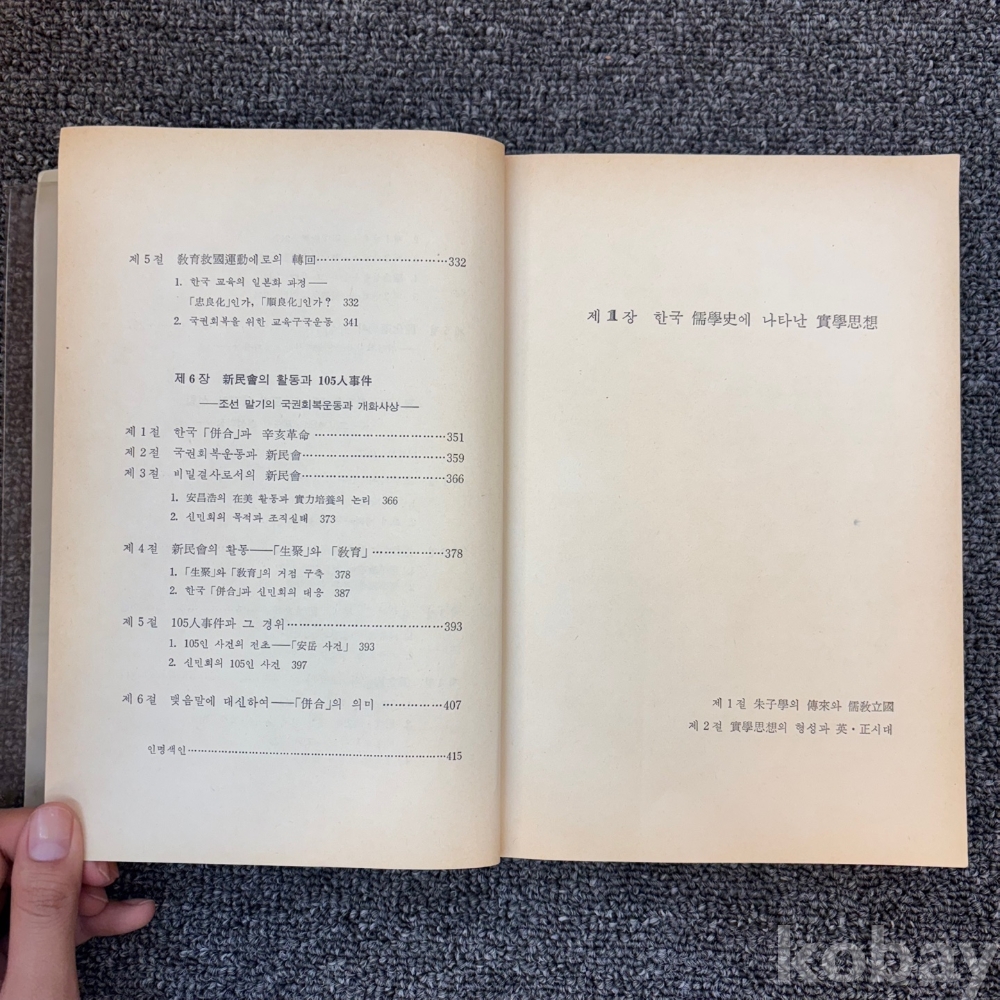 제 5 절 敎育救國運動에로의 轉回……………………………332
1. 한국 교육의 일본화 과정——
「忠良化」인가, 「順良化」인가? 332
2. 국권회복을 위한 교육구국운동 341
제 6 장 新民會의 활동과 105人事件
——조선 말기의 국권회복운동과 개화사상——
제 1 절 한국 「併合」과 辛亥革命 ……………………………351
제 2 절 국권회복운동과 新民會………………………………359
제 3 절 비밀결사로서의 新民會………………………………366
1. 安昌浩의 在美 활동과 實力培養의 논리 366
2. 신민회의 목적과 조직실태 373
제 4 절 新民會의 활동——「生聚」와 「敎育」………………378
1. 「生聚」와 「敎育」의 거점 구축 378
2. 한국 「併合」과 신민회의 대응 387
제 5 절 105人事件과 그 경위…………………………………393
1. 105인 사건의 전초——「安岳 사건」 393
2. 신민회의 105인 사건 397
제 6 절 맺음말에 대신하여——「併合」의 의미 ……………407
인명색인…………………………………………………………415
제 1 장 한국 儒學史에 나타난 實學思想
제 1 절 朱子學의 傳來와 儒敎立國
제 2 절 實學思想의 형성과 英・正시대
kobay